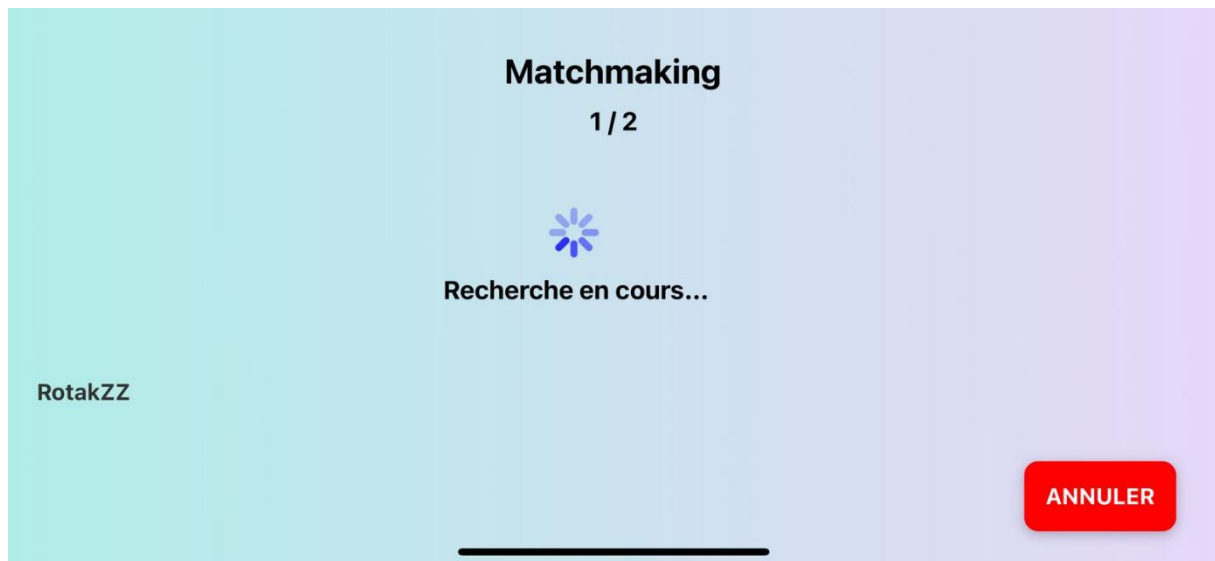 Matchmaking
1 / 2
Recherche en cours...
RotakZZ
ANNULER